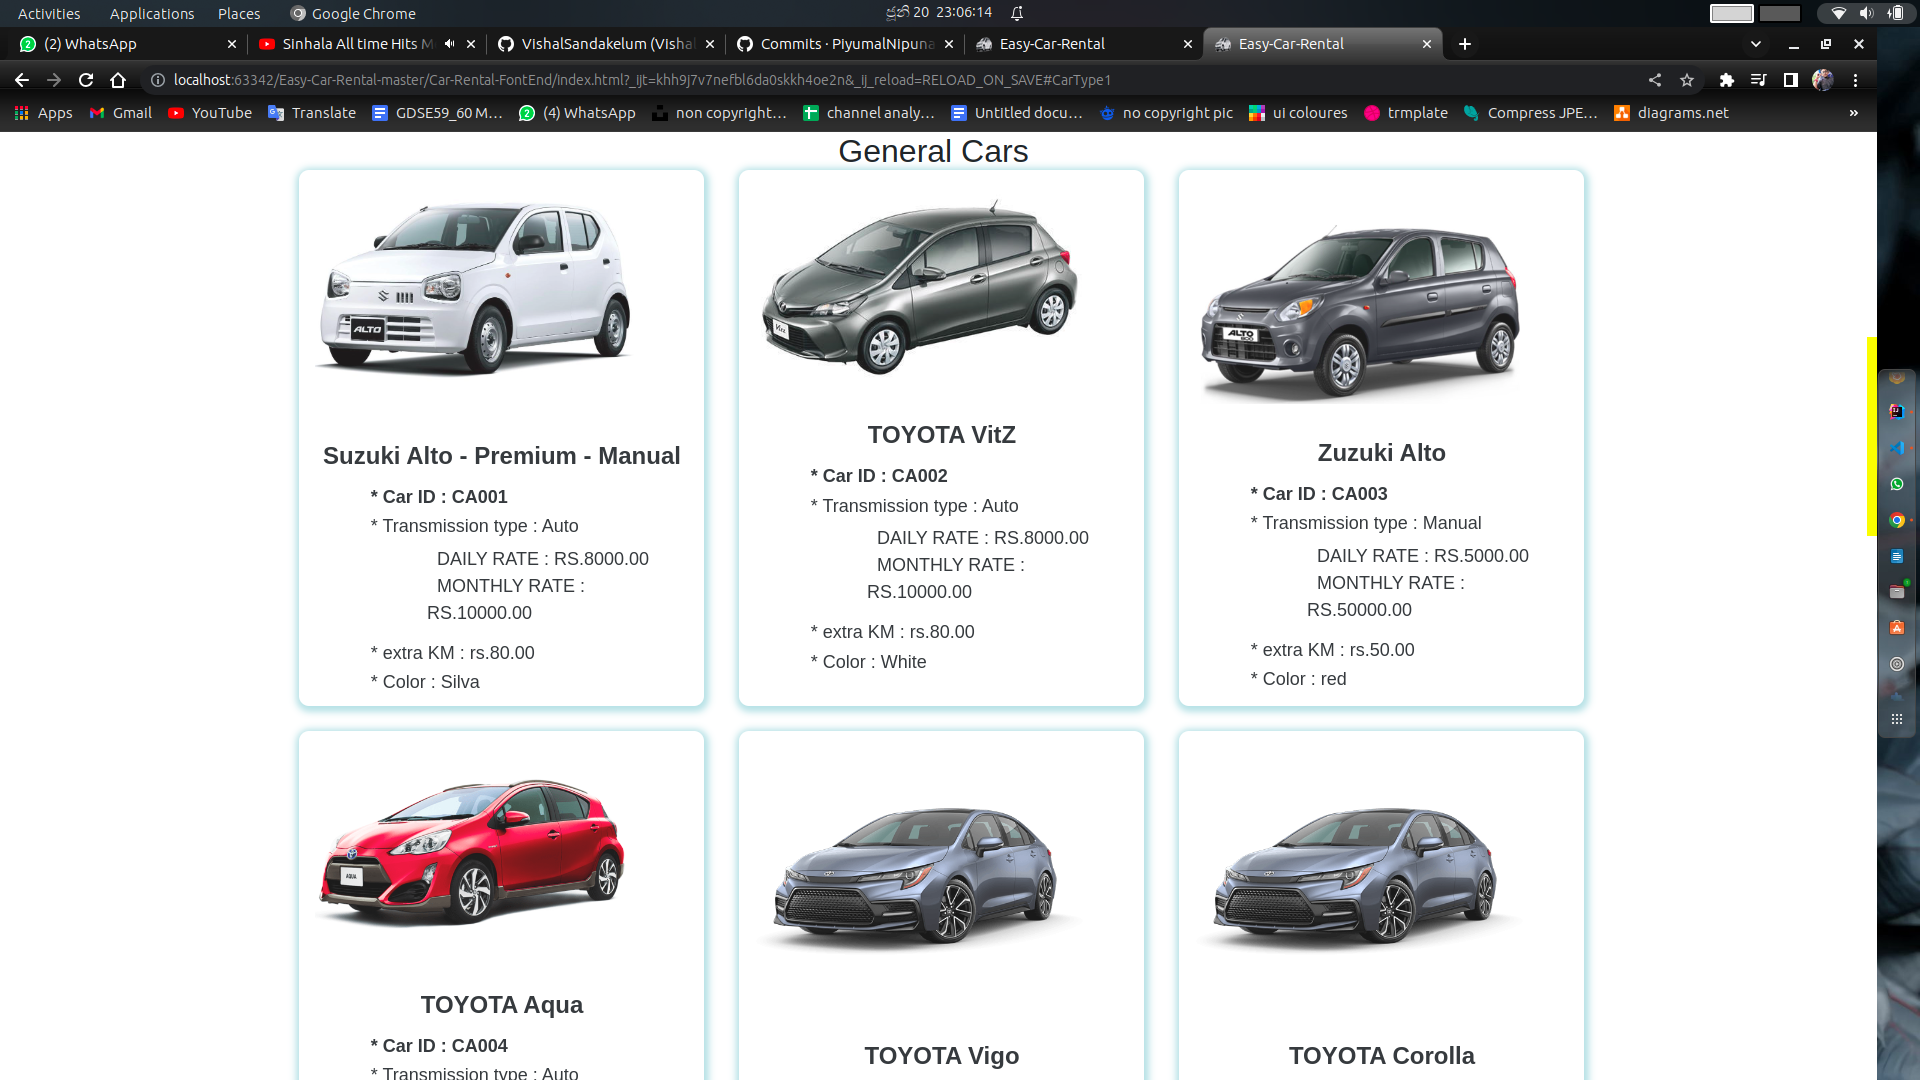 Activities Applications Places Google Chrome ජූනි 20 23:06:14
(2) WhatsApp Sinhala All time Hits M VishalSandakelum (Visha Commits · PiyumalNipuna Easy-Car-Rental Easy-Car-Rental
localhost:63342/Easy-Car-Rental-master/Car-Rental-FontEnd/index.html?_ijt=khh9j7v7nefbl6da0skkh4oe2n&_ij_reload=RELOAD_ON_SAVE#CarType1
Apps Gmail YouTube Translate GDSE59_60 M... (4) WhatsApp non copyright... channel analy... Untitled docu... no copyright pic ui coloures trmplate Compress JPE... diagrams.net »
General Cars
ALTO
Vitz
ALTO
800
Suzuki Alto - Premium - Manual
* Car ID : CA001
* Transmission type : Auto
DAILY RATE : RS.8000.00
MONTHLY RATE :
RS.10000.00
* extra KM : rs.80.00
* Color : Silva
TOYOTA VitZ
* Car ID : CA002
* Transmission type : Auto
DAILY RATE : RS.8000.00
MONTHLY RATE :
RS.10000.00
* extra KM : rs.80.00
* Color : White
Zuzuki Alto
* Car ID : CA003
* Transmission type : Manual
DAILY RATE : RS.5000.00
MONTHLY RATE :
RS.50000.00
* extra KM : rs.50.00
* Color : red
AQUA
TOYOTA Aqua
* Car ID : CA004
* Transmission type : Auto
TOYOTA Vigo
TOYOTA Corolla